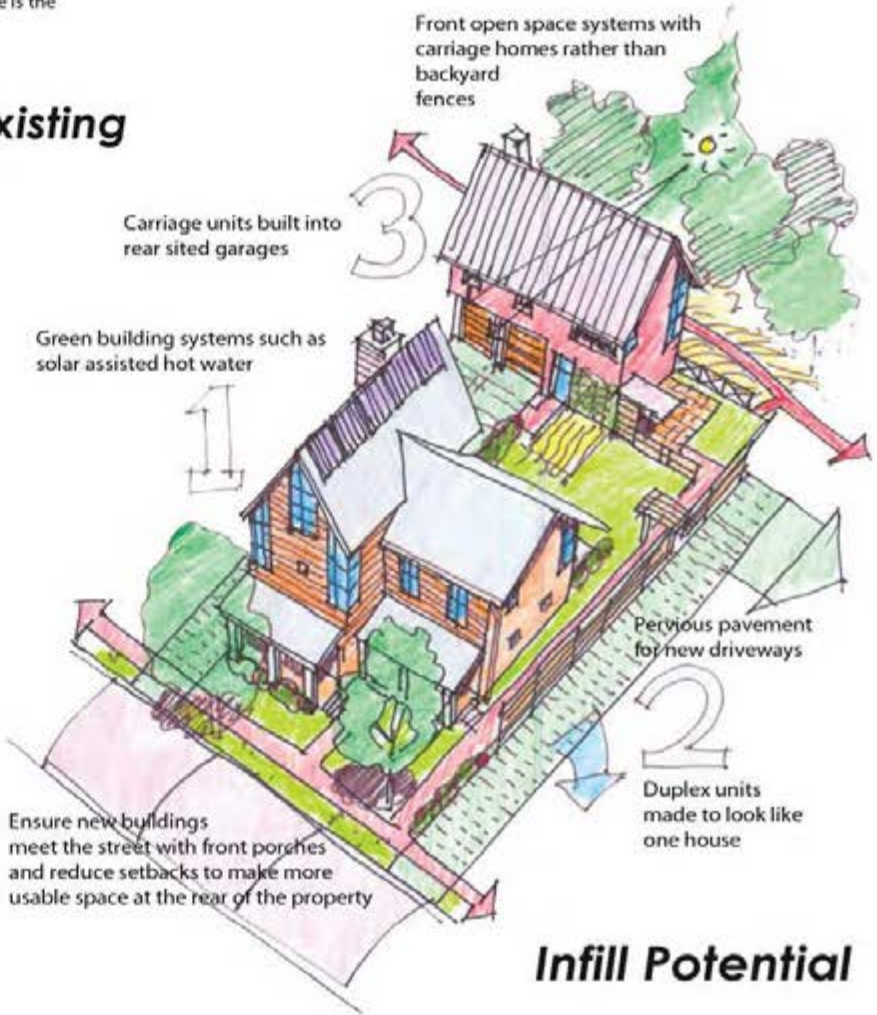 e is the
Front open space systems with
carriage homes rather than
backyard
fences
xisting
3
Carriage units built into
rear sited garages
Green building systems such as
solar assisted hot water
1
Pervious pavement
for new driveways
2
Duplex units
made to look like
one house
Ensure new buildings
meet the street with front porches
and reduce setbacks to make more
usable space at the rear of the property
Infill Potential